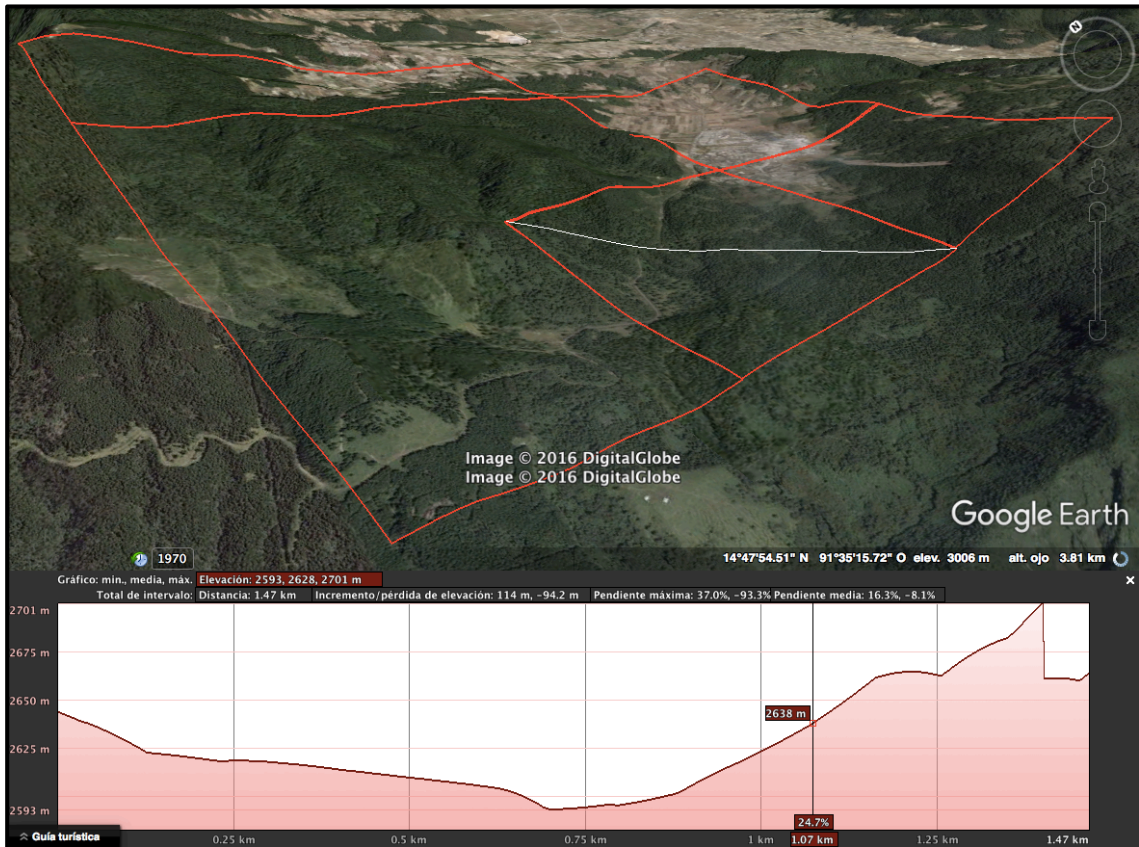 N
Image © 2016 DigitalGlobe
Image © 2016 DigitalGlobe
Google Earth
1970
14°47'54.51" N 91°35'15.72" O elev. 3006 m alt. ojo 3.81 km
Gráfico: min., media, máx. Elevación: 2593, 2628, 2701 m
Total de intervalo: Distancia: 1.47 km Incremento/pérdida de elevación: 114 m, -94.2 m Pendiente máxima: 37.0%, -93.3% Pendiente media: 16.3%, -8.1%
2701 m
2675 m
2650 m
2638 m
2625 m
2593 m
24.7%
Guía turística
0.25 km 0.5 km 0.75 km 1 km 1.07 km 1.25 km 1.47 km